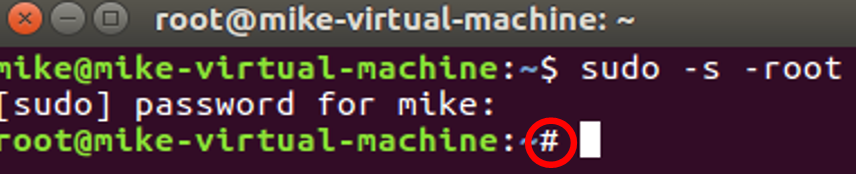 root@mike-virtual-machine: ~
mike@mike-virtual-machine:~$ sudo -s -root
[sudo] password for mike:
root@mike-virtual-machine:~#